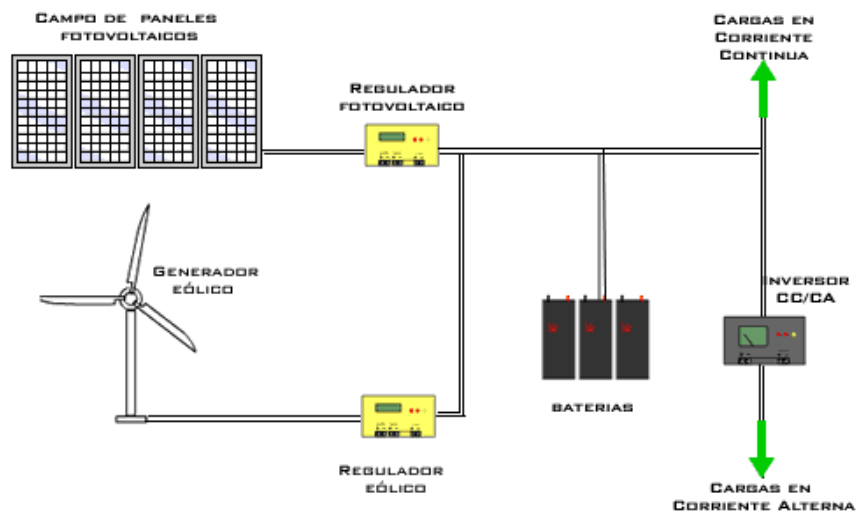 CAMPO DE PANELES
FOTOVOLTAICOS
REGULADOR
FOTOVOLTAICO
CARGAS EN
CORRIENTE
CONTINUA
GENERADOR
EÓLICO
INVERSOR
CC/CA
BATERIAS
REGULADOR
EÓLICO
CARGAS EN
CORRIENTE ALTERNA